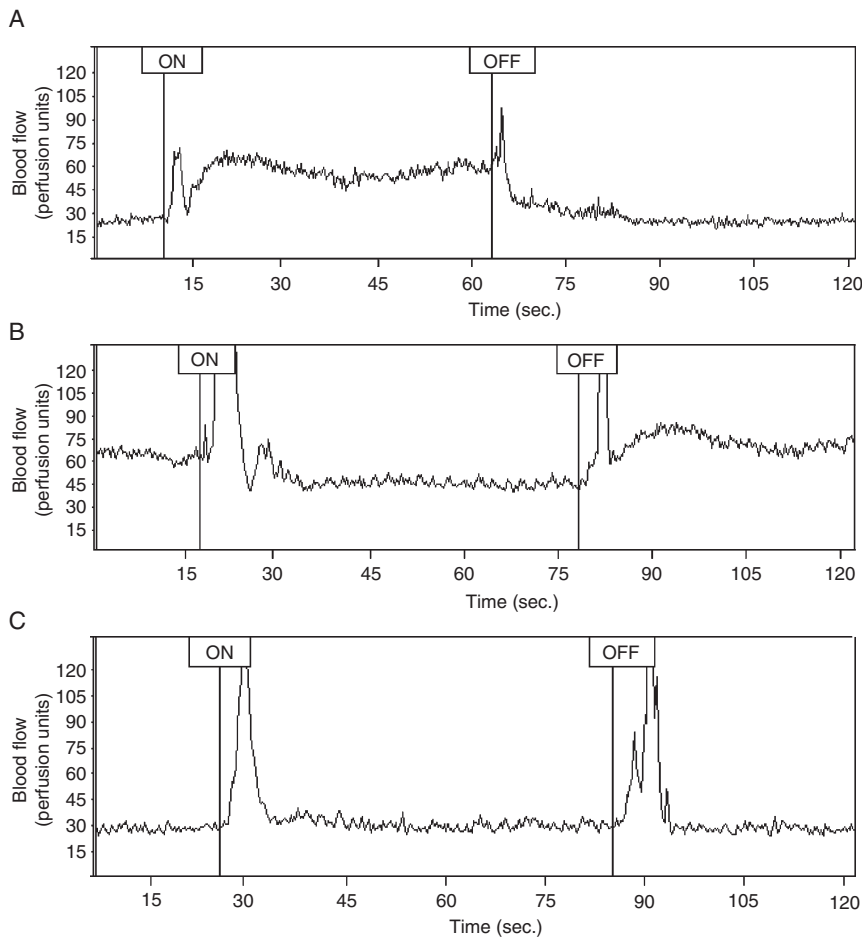 A
ON OFF
Blood flow
(perfusion units)
120
105
90
75
60
45
30
15
15 30 45 60 75 90 105 120
Time (sec.)
B
ON OFF
Blood flow
(perfusion units)
120
105
90
75
60
45
30
15
15 30 45 60 75 90 105 122
Time (sec.)
C
ON OFF
Blood flow
(perfusion units)
120
105
90
75
60
45
30
15
15 30 45 60 75 90 105 120
Time (sec.)